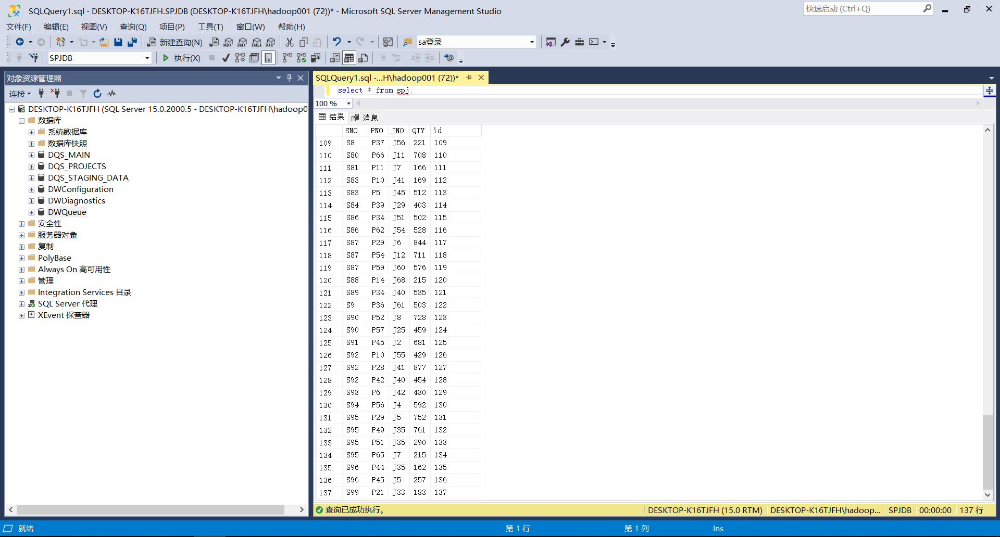 SQLQuery1.sql - DESKTOP-K16TJFH.SPJDB (DESKTOP-K16TJFH\hadoop001 (72))* - Microsoft SQL Server Management Studio
快速启动 (Ctrl+Q)
文件(F) 编辑(E) 视图(V) 查询(Q) 项目(P) 工具(T) 窗口(W) 帮助(H)
新建查询(N) MDX DMX XMLA DAX sa登录
SPJDB 执行(X)
对象资源管理器
连接
DESKTOP-K16TJFH (SQL Server 15.0.2000.5 - DESKTOP-K16TJFH\hadoop0
数据库
系统数据库
数据库快照
DQS_MAIN
DQS_PROJECTS
DQS_STAGING_DATA
DWConfiguration
DWDiagnostics
DWQueue
安全性
服务器对象
复制
PolyBase
Always On 高可用性
管理
Integration Services 目录
SQL Server 代理
XEvent 探查器
SQLQuery1.sql -...H\hadoop001 (72))*
select * from spj;
100 %
结果 消息
SNO PNO JNO QTY id
109 S8 P37 J56 221 109
110 S80 P66 J11 708 110
111 S81 P11 J7 166 111
112 S83 P10 J41 169 112
113 S83 P5 J45 512 113
114 S84 P39 J29 403 114
115 S86 P34 J51 502 115
116 S86 P62 J54 528 116
117 S87 P29 J6 844 117
118 S87 P54 J12 711 118
119 S87 P59 J60 576 119
120 S88 P14 J68 215 120
121 S89 P34 J40 535 121
122 S9 P36 J61 503 122
123 S90 P52 J8 728 123
124 S90 P57 J25 459 124
125 S91 P45 J2 681 125
126 S92 P10 J55 429 126
127 S92 P28 J41 877 127
128 S92 P42 J40 454 128
129 S93 P6 J42 430 129
130 S94 P56 J4 592 130
131 S95 P29 J5 752 131
132 S95 P49 J35 761 132
133 S95 P51 J35 290 133
134 S95 P65 J7 215 134
135 S96 P44 J35 162 135
136 S96 P45 J5 257 136
137 S99 P21 J33 183 137
查询已成功执行。 DESKTOP-K16TJFH (15.0 RTM) DESKTOP-K16TJFH\hadoop... SPJDB 00:00:00 137 行
就绪 第 1 行 第 1 列 Ins